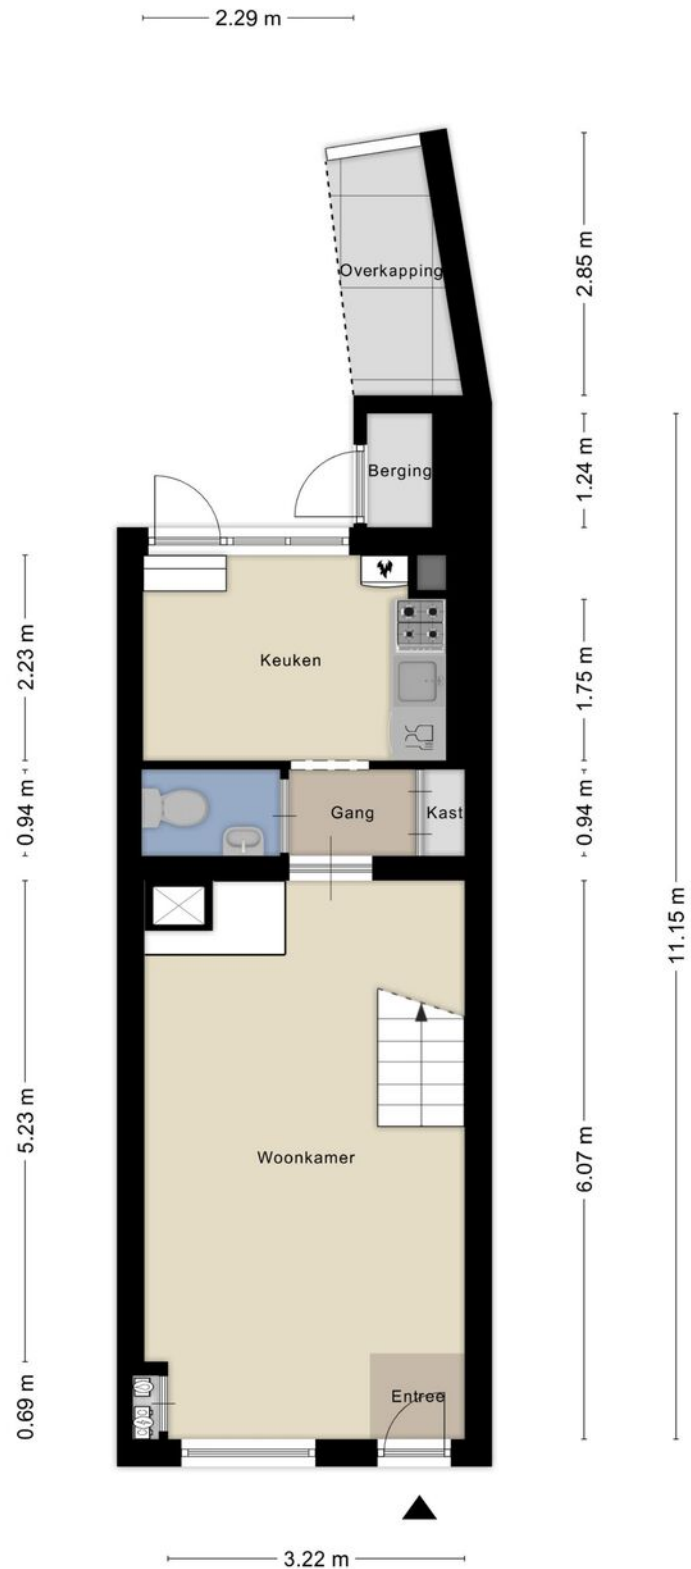 2.29 m
Overkapping
2.85 m
Berging
1.24 m
2.23 m
Keuken
1.75 m
0.94 m
Gang
Kast
0.94 m
11.15 m
5.23 m
Woonkamer
6.07 m
0.69 m
Entree
3.22 m